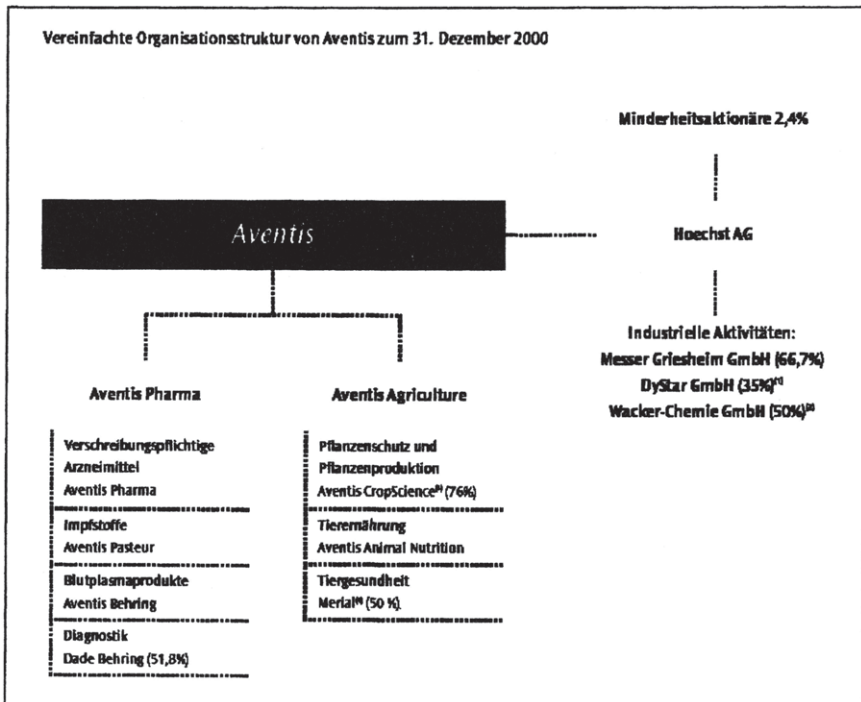 Vereinfachte Organisationsstruktur von Aventis zum 31. Dezember 2000
Minderheitsaktionäre 2,4%
Aventis
Hoechst AG
Industrielle Aktivitäten:
Messer Griesheim GmbH (66,7%)
DyStar GmbH (35%)
Wacker-Chemie GmbH (50%)
Aventis Pharma
Verschreibungspflichtige
Arzneimittel
Aventis Pharma
Impfstoffe
Aventis Pasteur
Blutplasmaprodukte
Aventis Behring
Diagnostik
Dade Behring (51,8%)
Aventis Agriculture
Pflanzenschutz und
Pflanzenproduktion
Aventis CropScience (76%)
Tierernährung
Aventis Animal Nutrition
Tiergesundheit
Merial (50 %)